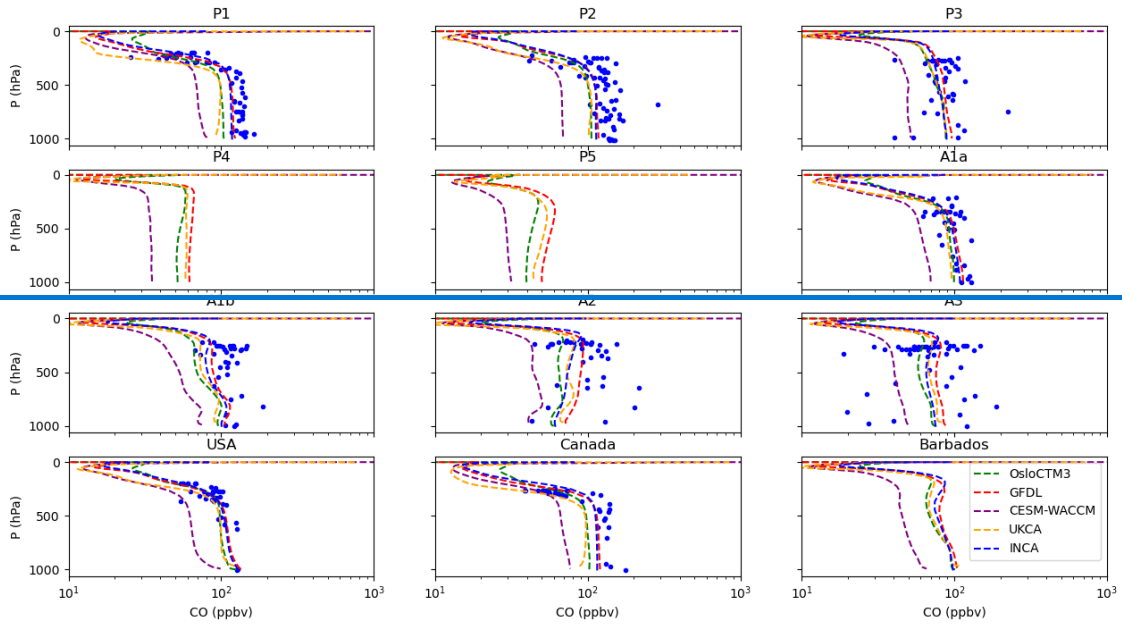 P1 P2 P3
P (hPa)
0
500
1000
P4 P5 A1a
P (hPa)
0
500
1000
A1b A2 A3
P (hPa)
0
500
1000
USA Canada Barbados
P (hPa)
0
500
1000
OsloCTM3
GFDL
CESM-WACCM
UKCA
INCA
10¹ 10² 10³ 10¹ 10² 10³ 10¹ 10² 10³
CO (ppbv) CO (ppbv) CO (ppbv)